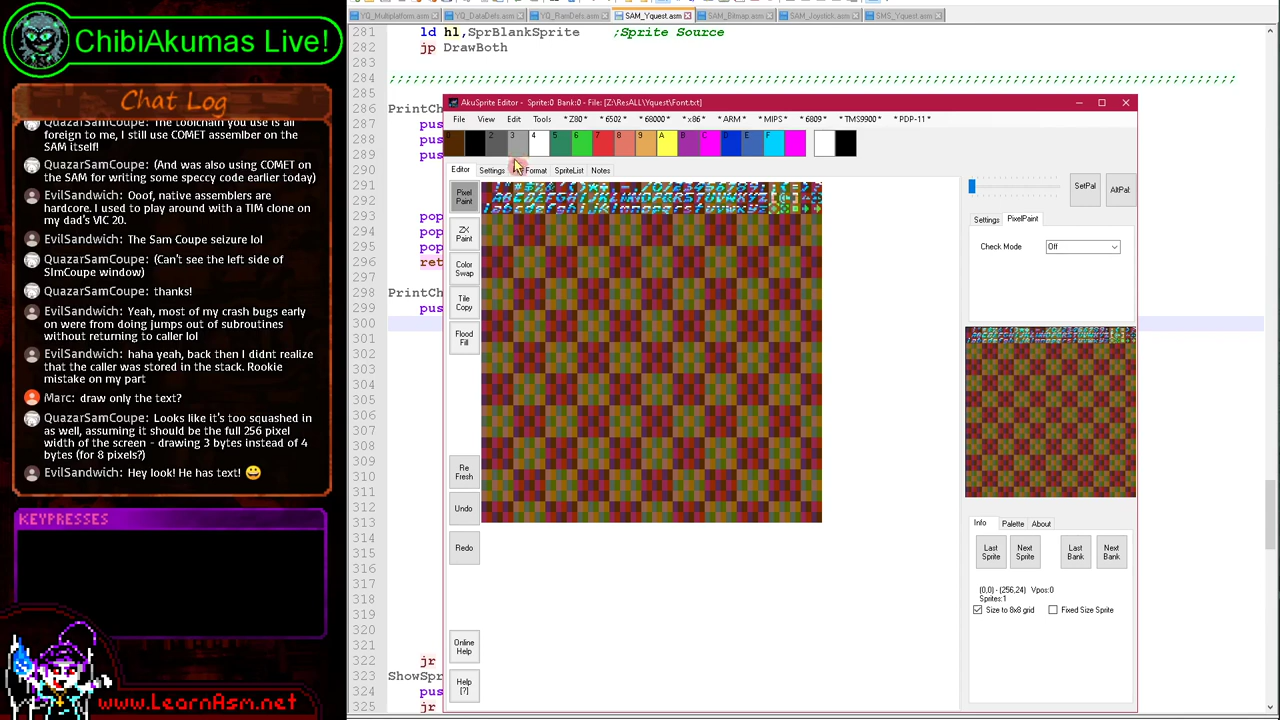 ChibiAkumas Live!
Chat Log
QuazarSamCoupe: The toolchain you use is all
foreign to me, I still use COMET assemlber on the
SAM itself!
QuazarSamCoupe: (And was also using COMET
on the SAM for writing some speccy code earlier today)
EvilSandwich: Ooof, native assemblers are
hardcore. I used to play around with a TIM clone on
my dad's VIC 20.
EvilSandwich: The Sam Coupe seizure lol
QuazarSamCoupe: (Can't see the left side of
SImCoupe window)
QuazarSamCoupe: thanks!
EvilSandwich: Yeah, most of my crash bugs early
on were from doing jumps out of subroutines
without returning to caller lol
EvilSandwich: haha yeah, back then I didnt realize
that the caller was stored in the stack. Rookie
mistake on my part
Marc: draw only the text?
QuazarSamCoupe: Looks like it's too squashed in
as well, assuming it should be the full 256 pixel
width of the screen - drawing 3 bytes instead of 4
bytes (for 8 pixels?)
EvilSandwich: Hey look! He has text!
KEYPRESSES
www.LearnAsm.net
YQ_Multiplatform.asm YQ_DataDefs.asm YQ_RamDefs.asm SAM_Yquest.asm SAM_Bitmap.asm SAM_Joystick.asm SMS_Yquest.asm
281 ld hl,SprBlankSprite ;Sprite Source
282 jp DrawBoth
283
284 ;;;;;;;;;;;;;;;;;;;;;;;;;;;;;;;;;;;;;;;;
285
286 PrintCh
287 pus
288 pus
289 pus
290
291
292
293 pop
294 pop
295 pop
296 ret
297
298 PrintCh
299 pus
300
301
302
303
304
305
306
307
308
309
310
311
312
313
314
315
316
317
318
319
320
321
322 jr
323 ShowSpr
324 pus
325 jr
AkuSprite Editor - Sprite:0 Bank:0 - File: [Z:\ResALL\Yquest\Font.txt]
File View Edit Tools * Z80 * * 6502 * * 68000 * * x86 * * ARM * * MIPS * * 6809 * * TMS9900 * * PDP-11 *
2 3 4 5 6 7 8 9 A B C D E F
Editor Settings Format SpriteList Notes
Pixel
Paint
ZX
Paint
Color
Swap
Tile
Copy
Flood
Fill
Re
Fresh
Undo
Redo
Online
Help
Help
[?]
SetPal
AltPal:
Settings PixelPaint
Check Mode Off
Info Palette About
Last
Sprite
Next
Sprite
Last
Bank
Next
Bank
(0,0) - (256,24) Vpos:0
Sprites:1
Size to 8x8 grid Fixed Size Sprite